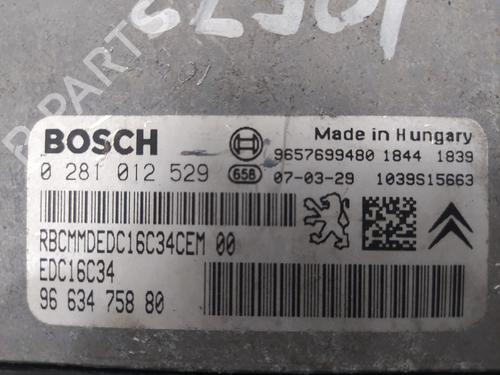 B PARTS
BOSCH
Made in Hungary
9657699480 1844 1839
0 281 012 529
658
07-03-29 1039S15663
RBCMMDEDC16C34CEM 00
EDC16C34
96 634 758 80